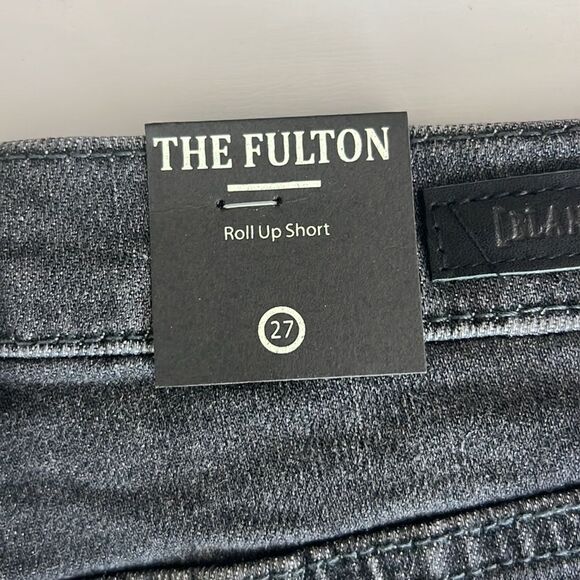 THE FULTON
Roll Up Short
27